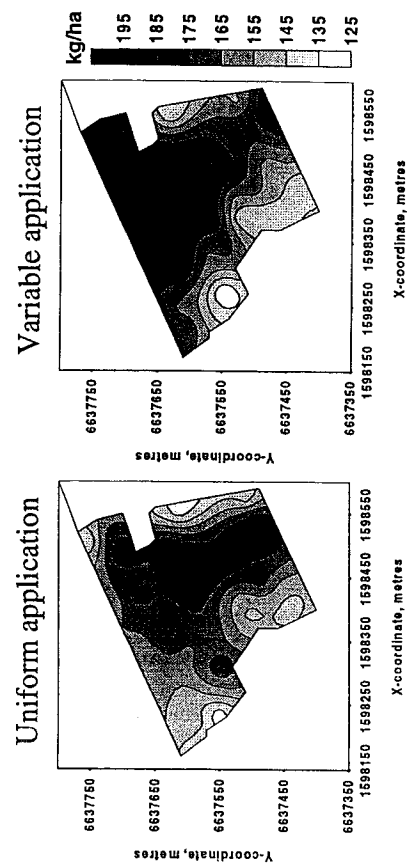 Uniform application
Y-coordinate, metres
6637750
6637650
6637550
6637450
6637350
1598150 1598250 1598350 1598450 1598550
X-coordinate, metres
Variable application
Y-coordinate, metres
6637750
6637650
6637550
6637450
6637350
1598150 1598250 1598350 1598450 1598550
X-coordinate, metres
kg/ha
195
185
175
165
155
145
135
125